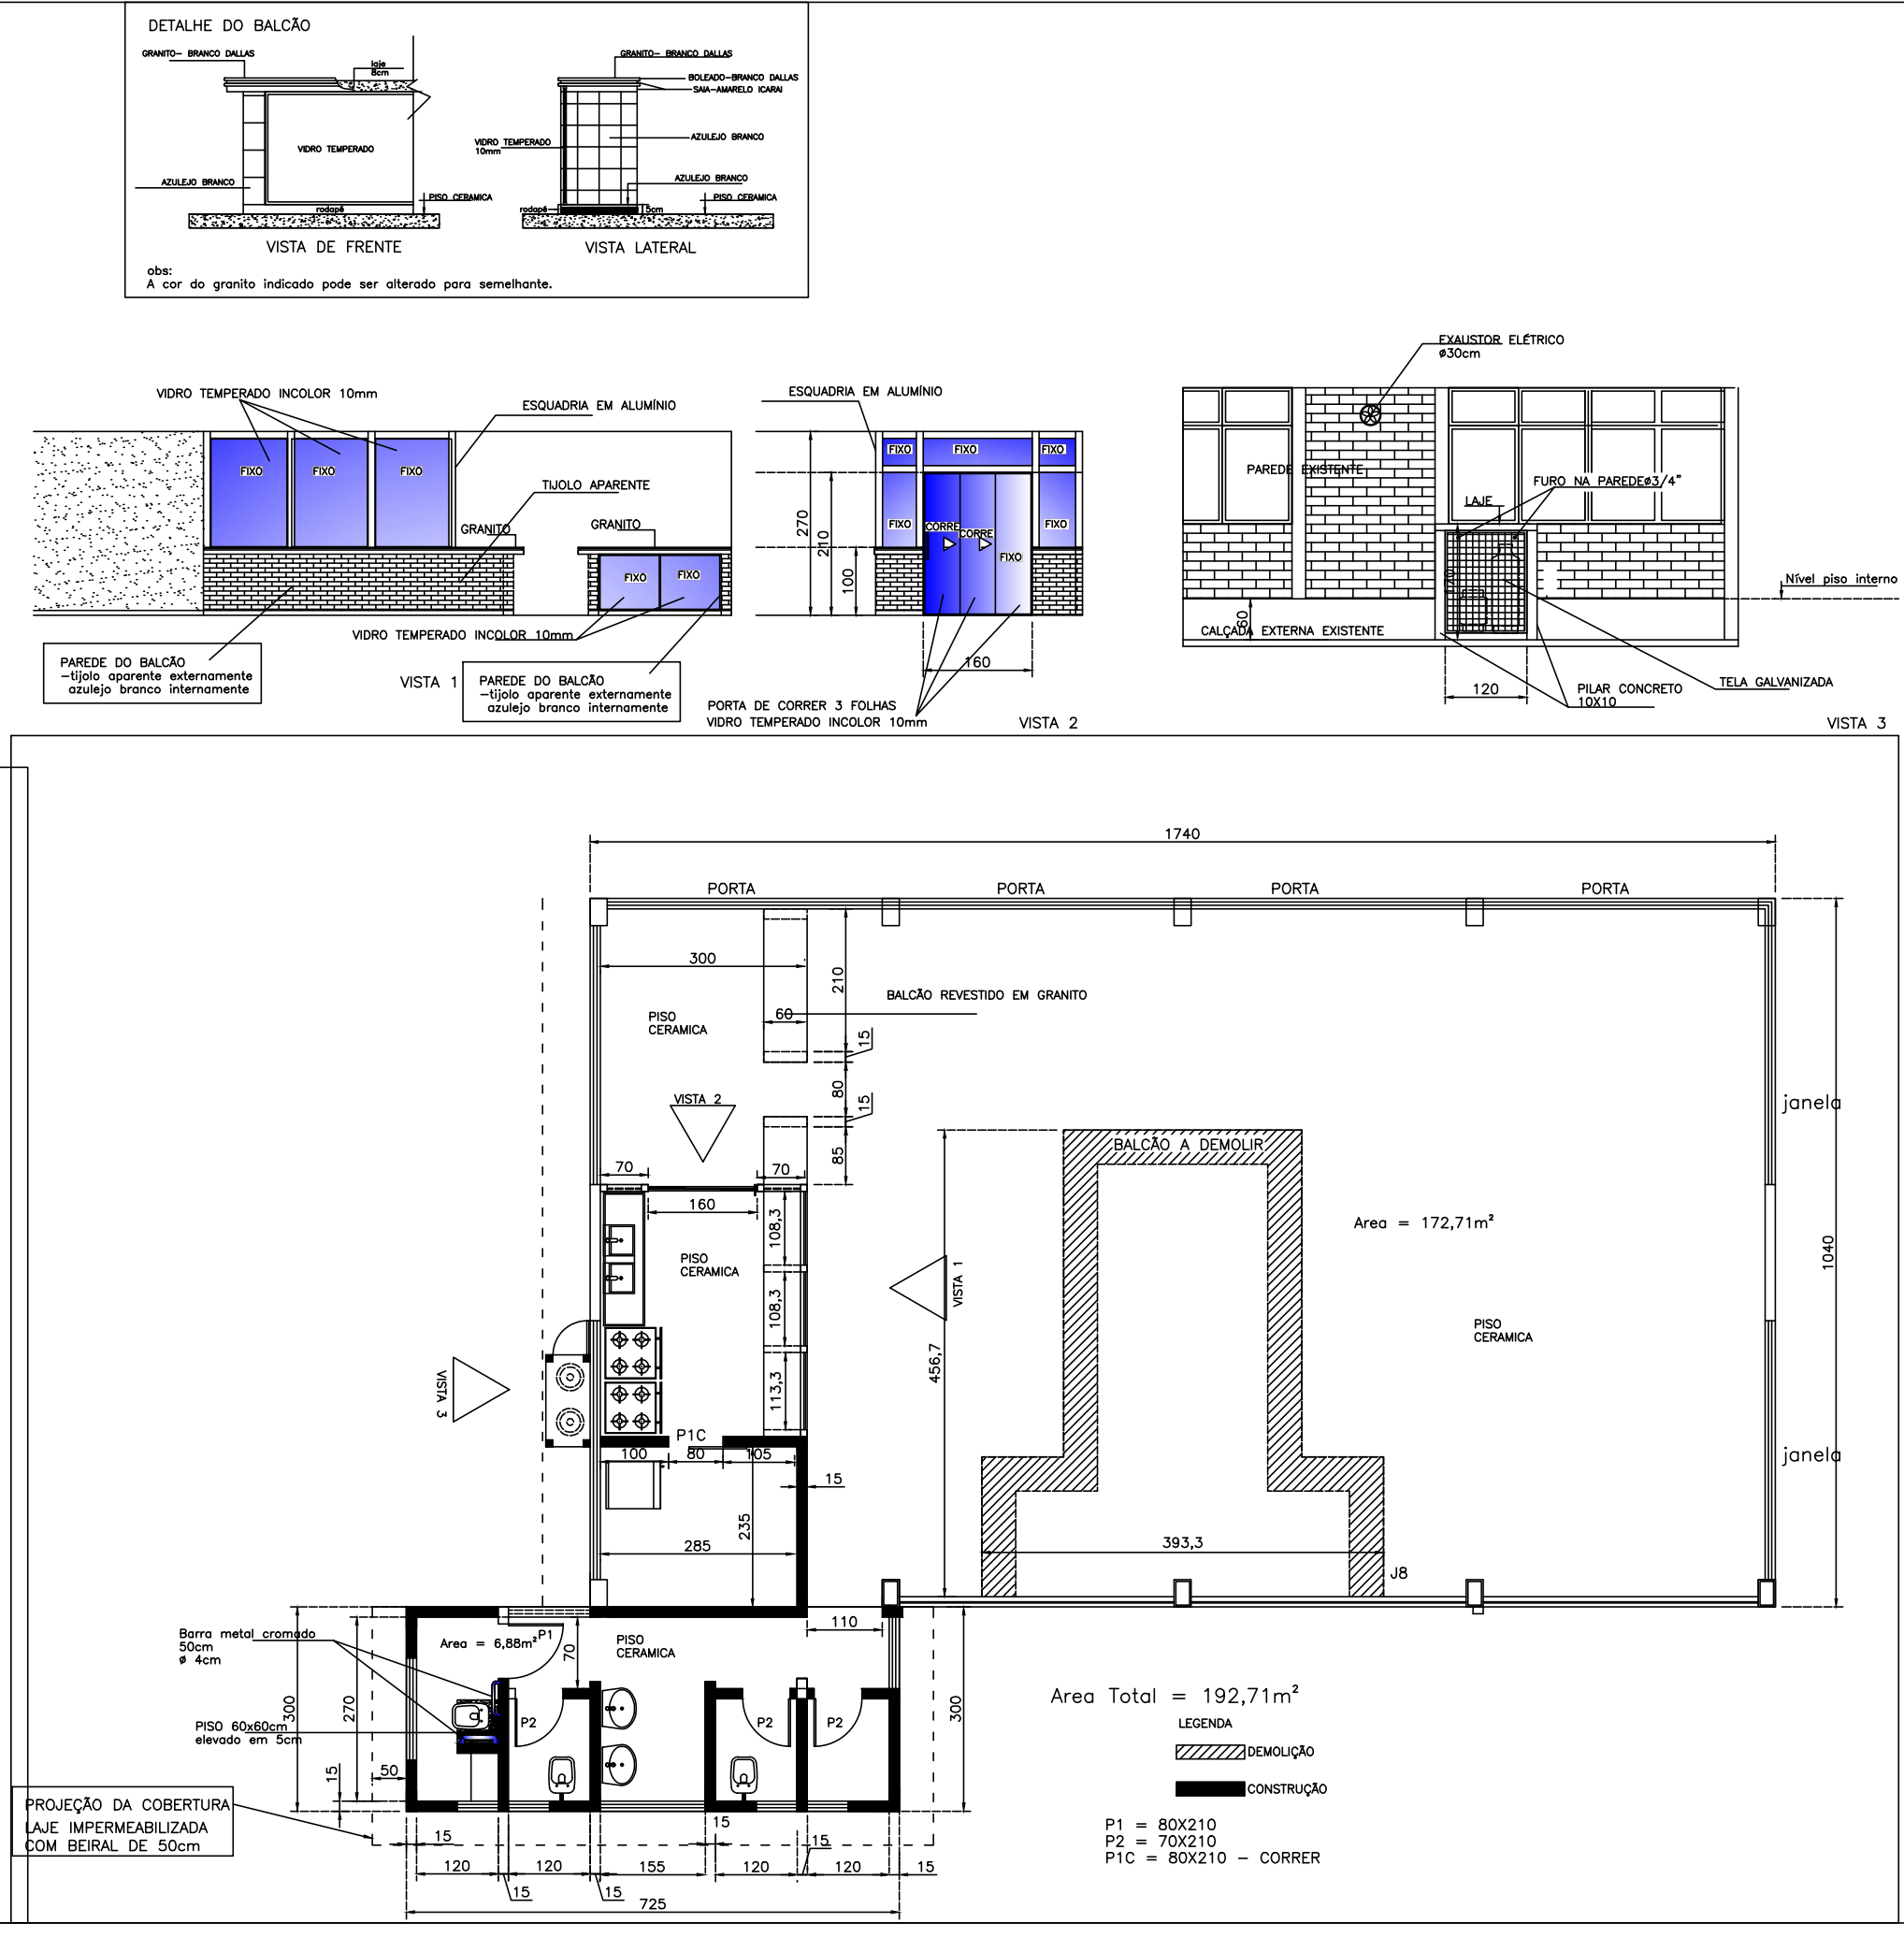 DETALHE DO BALCÃO
GRANITO- BRANCO DALLAS
laje
8cm
VIDRO TEMPERADO
AZULEJO BRANCO
PISO CERAMICA
rodapé
VISTA DE FRENTE
GRANITO- BRANCO DALLAS
BOLEADO-BRANCO DALLAS
SAIA-AMARELO ICARAI
AZULEJO BRANCO
VIDRO TEMPERADO
10mm
AZULEJO BRANCO
PISO CERAMICA
rodapé
5cm
VISTA LATERAL
obs:
A cor do granito indicado pode ser alterado para semelhante.
VIDRO TEMPERADO INCOLOR 10mm
ESQUADRIA EM ALUMÍNIO
FIXO
FIXO
FIXO
TIJOLO APARENTE
GRANITO
GRANITO
FIXO
FIXO
VIDRO TEMPERADO INCOLOR 10mm
PAREDE DO BALCÃO
-tijolo aparente externamente
azulejo branco internamente
VISTA 1
PAREDE DO BALCÃO
-tijolo aparente externamente
azulejo branco internamente
ESQUADRIA EM ALUMÍNIO
FIXO
FIXO
FIXO
FIXO
CORRE
CORRE
FIXO
FIXO
270
210
100
160
PORTA DE CORRER 3 FOLHAS
VIDRO TEMPERADO INCOLOR 10mm
VISTA 2
EXAUSTOR ELÉTRICO
ø30cm
PAREDE EXISTENTE
FURO NA PAREDEø3/4"
LAJE
170
Nível piso interno
60
CALÇADA EXTERNA EXISTENTE
120
TELA GALVANIZADA
PILAR CONCRETO
10X10
VISTA 3
1740
PORTA
PORTA
PORTA
PORTA
300
210
BALCÃO REVESTIDO EM GRANITO
60
PISO
CERAMICA
15
80
15
85
VISTA 2
janela
BALCÃO A DEMOLIR
70
70
160
108,3
Area = 172,71m²
1040
PISO
CERAMICA
VISTA 1
108,3
PISO
CERAMICA
456,7
VISTA 3
113,3
P1C
100
80
105
janela
15
235
285
393,3
J8
Barra metal cromado
50cm
ø 4cm
Area = 6,88m²
P1
70
PISO
CERAMICA
110
300
270
300
PISO 60x60cm
elevado em 5cm
P2
P2
P2
Area Total = 192,71m²
LEGENDA
DEMOLIÇÃO
CONSTRUÇÃO
15
50
PROJEÇÃO DA COBERTURA
LAJE IMPERMEABILIZADA
COM BEIRAL DE 50cm
P1 = 80X210
P2 = 70X210
P1C = 80X210 - CORRER
15
15
15
120
120
155
120
120
15
15
15
725